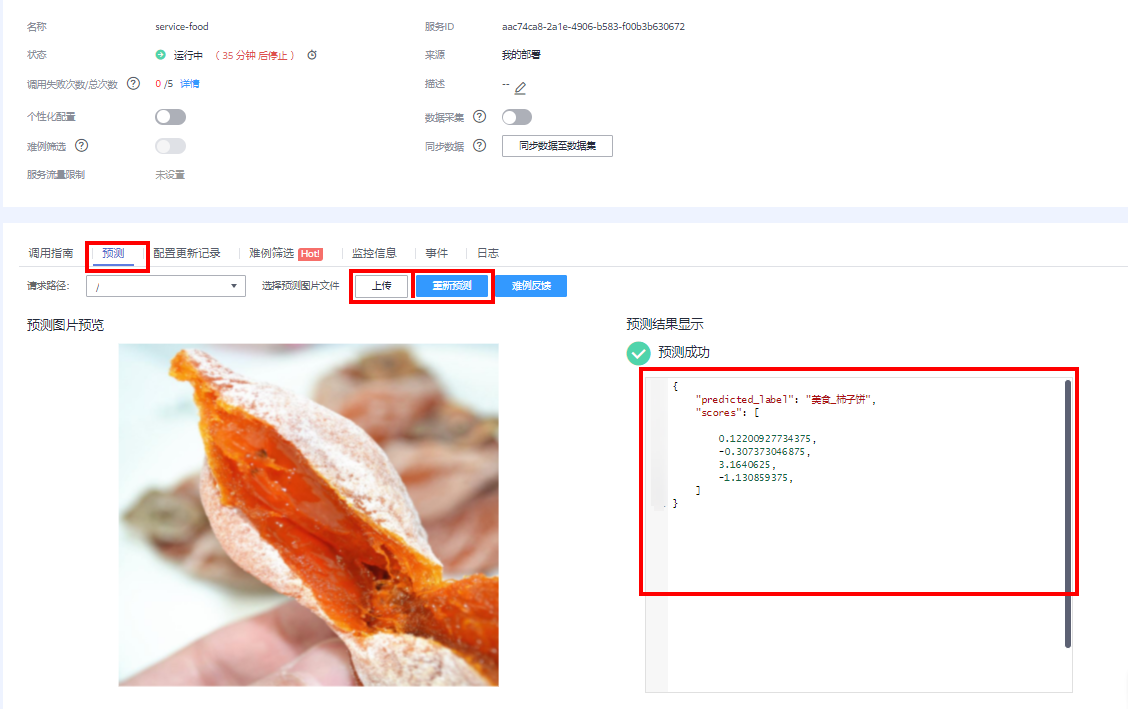 名称 service-food 服务ID aac74ca8-2a1e-4906-b583-f00b3b630672
状态 运行中 （ 35 分钟 后停止 ） 来源 我的部署
调用失败次数/总次数 ? 0 /5 详情 描述 --
个性化配置 数据采集 ?
难例筛选 ? 同步数据 ? 同步数据至数据集
服务流量限制 未设置
调用指南 预测 配置更新记录 难例筛选 Hot! 监控信息 事件 日志
请求路径: / 选择预测图片文件 上传 重新预测 难例反馈
预测图片预览 预测结果显示
预测成功
{
"predicted_label": "美食_柿子饼",
"scores": [
0.12200927734375,
-0.307373046875,
3.1640625,
-1.130859375,
]
}